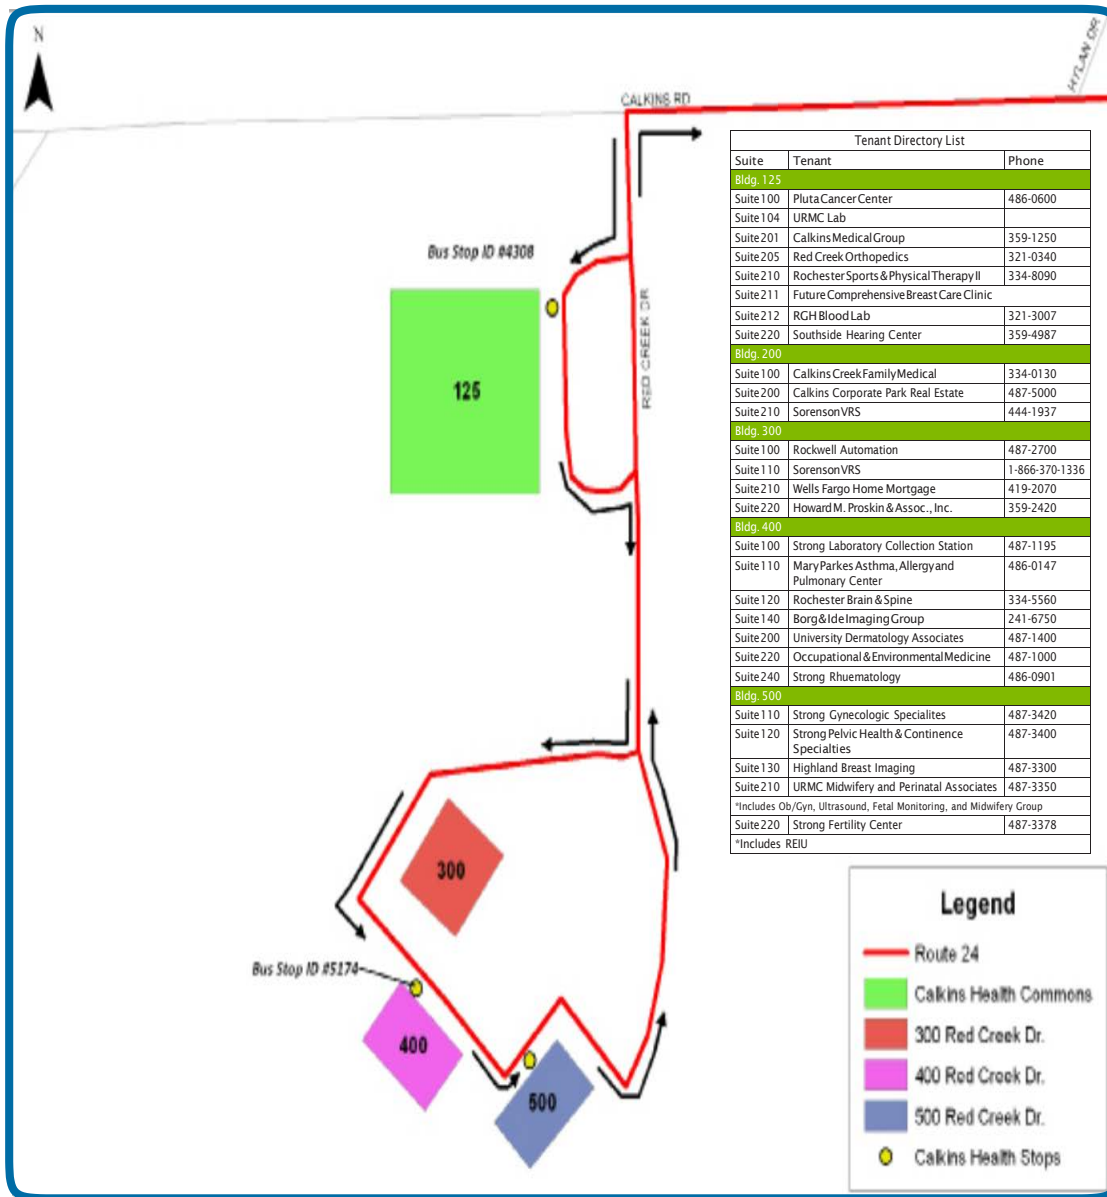 N
HYLAN DR
CALKINS RD
Bus Stop ID #4308
RED CREEK DR
125
300
Bus Stop ID #5174
400
500
Tenant Directory List
Suite Tenant Phone
Bldg. 125
Suite 100 Pluta Cancer Center 486-0600
Suite 104 URMC Lab
Suite 201 Calkins Medical Group 359-1250
Suite 205 Red Creek Orthopedics 321-0340
Suite 210 Rochester Sports & Physical Therapy II 334-8090
Suite 211 Future Comprehensive Breast Care Clinic
Suite 212 RGH Blood Lab 321-3007
Suite 220 Southside Hearing Center 359-4987
Bldg. 200
Suite 100 Calkins Creek Family Medical 334-0130
Suite 200 Calkins Corporate Park Real Estate 487-5000
Suite 210 Sorenson VRS 444-1937
Bldg. 300
Suite 100 Rockwell Automation 487-2700
Suite 110 Sorenson VRS 1-866-370-1336
Suite 210 Wells Fargo Home Mortgage 419-2070
Suite 220 Howard M. Proskin & Assoc., Inc. 359-2420
Bldg. 400
Suite 100 Strong Laboratory Collection Station 487-1195
Suite 110 Mary Parkes Asthma, Allergy and 486-0147
Pulmonary Center
Suite 120 Rochester Brain & Spine 334-5560
Suite 140 Borg & Ide Imaging Group 241-6750
Suite 200 University Dermatology Associates 487-1400
Suite 220 Occupational & Environmental Medicine 487-1000
Suite 240 Strong Rhuematology 486-0901
Bldg. 500
Suite 110 Strong Gynecologic Specialites 487-3420
Suite 120 Strong Pelvic Health & Continence 487-3400
Specialties
Suite 130 Highland Breast Imaging 487-3300
Suite 210 URMC Midwifery and Perinatal Associates 487-3350
*Includes Ob/Gyn, Ultrasound, Fetal Monitoring, and Midwifery Group
Suite 220 Strong Fertility Center 487-3378
*Includes REIU
Legend
Route 24
Calkins Health Commons
300 Red Creek Dr.
400 Red Creek Dr.
500 Red Creek Dr.
Calkins Health Stops